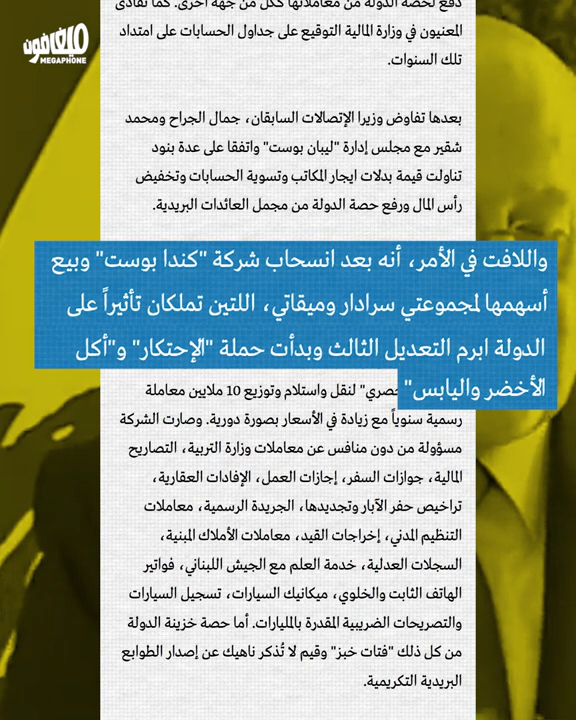 ميغافون
MEGAPHONE
دفع لحصة الدولة من معاملاتها ككل من جهة أخرى. كما تفادى
المعنيون في وزارة المالية التوقيع على جداول الحسابات على امتداد
تلك السنوات.
بعدها تفاوض وزيرا الإتصالات السابقان، جمال الجراح ومحمد
شقير مع مجلس إدارة "ليبان بوست" واتفقا على عدة بنود
تناولت قيمة بدلات ايجار المكاتب وتسوية الحسابات وتخفيض
رأس المال ورفع حصة الدولة من مجمل العائدات البريدية.
واللافت في الأمر، أنه بعد انسحاب شركة "كندا بوست" وبيع
أسهمها لمجموعتي سرادار وميقاتي، اللتين تملكان تأثيراً على
الدولة ابرم التعديل الثالث وبدأت حملة "الإحتكار" و"أكل
الأخضر واليابس"
حصري" لنقل واستلام وتوزيع 10 ملايين معاملة
رسمية سنوياً مع زيادة في الأسعار بصورة دورية. وصارت الشركة
مسؤولة من دون منافس عن معاملات وزارة التربية، التصاريح
المالية، جوازات السفر، إجازات العمل، الإفادات العقارية،
تراخيص حفر الآبار وتجديدها، الجريدة الرسمية، معاملات
التنظيم المدني، إخراجات القيد، معاملات الأملاك المبنية،
السجلات العدلية، خدمة العلم مع الجيش اللبناني، فواتير
الهاتف الثابت والخلوي، ميكانيك السيارات، تسجيل السيارات
والتصريحات الضريبية المقدرة بالمليارات. أما حصة خزينة الدولة
من كل ذلك "فتات خبز" وقيم لا تُذكر ناهيك عن إصدار الطوابع
البريدية التكريمية.